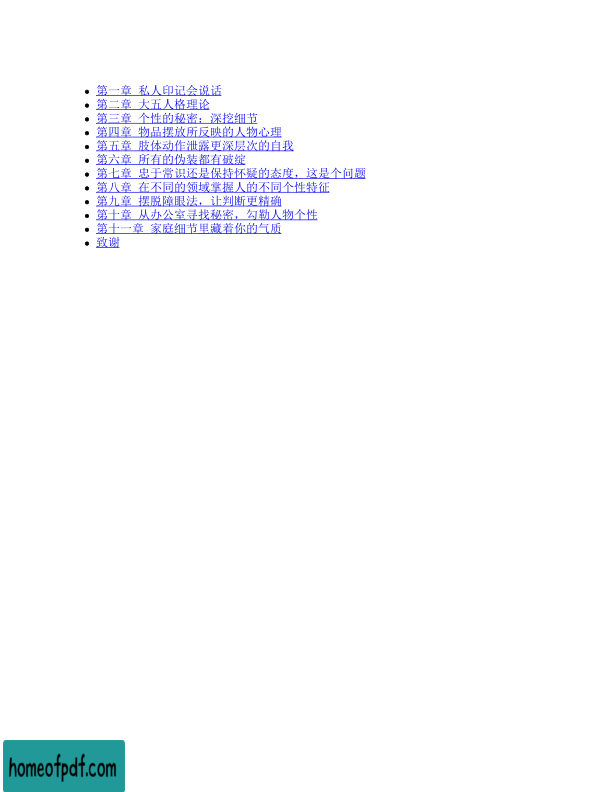 第一章 私人印记会说话
第二章 大五人格理论
第三章 个性的秘密：深挖细节
第四章 物品摆放所反映的人物心理
第五章 肢体动作泄露更深层次的自我
第六章 所有的伪装都有破绽
第七章 忠于常识还是保持怀疑的态度，这是个问题
第八章 在不同的领域掌握人的不同个性特征
第九章 摆脱障眼法，让判断更精确
第十章 从办公室寻找秘密，勾勒人物个性
第十一章 家庭细节里藏着你的气质
致谢
homeofpdf.com